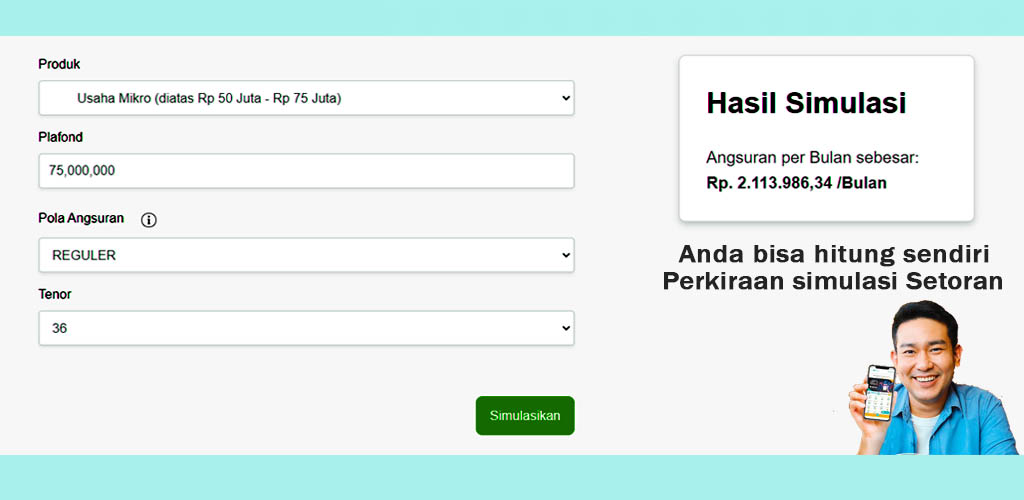 Produk
Usaha Mikro (diatas Rp 50 Juta - Rp 75 Juta)
Plafond
75,000,000
Pola Angsuran
REGULER
Tenor
36
Simulasikan
Hasil Simulasi
Angsuran per Bulan sebesar:
Rp. 2.113.986,34 /Bulan
Anda bisa hitung sendiri
Perkiraan simulasi Setoran